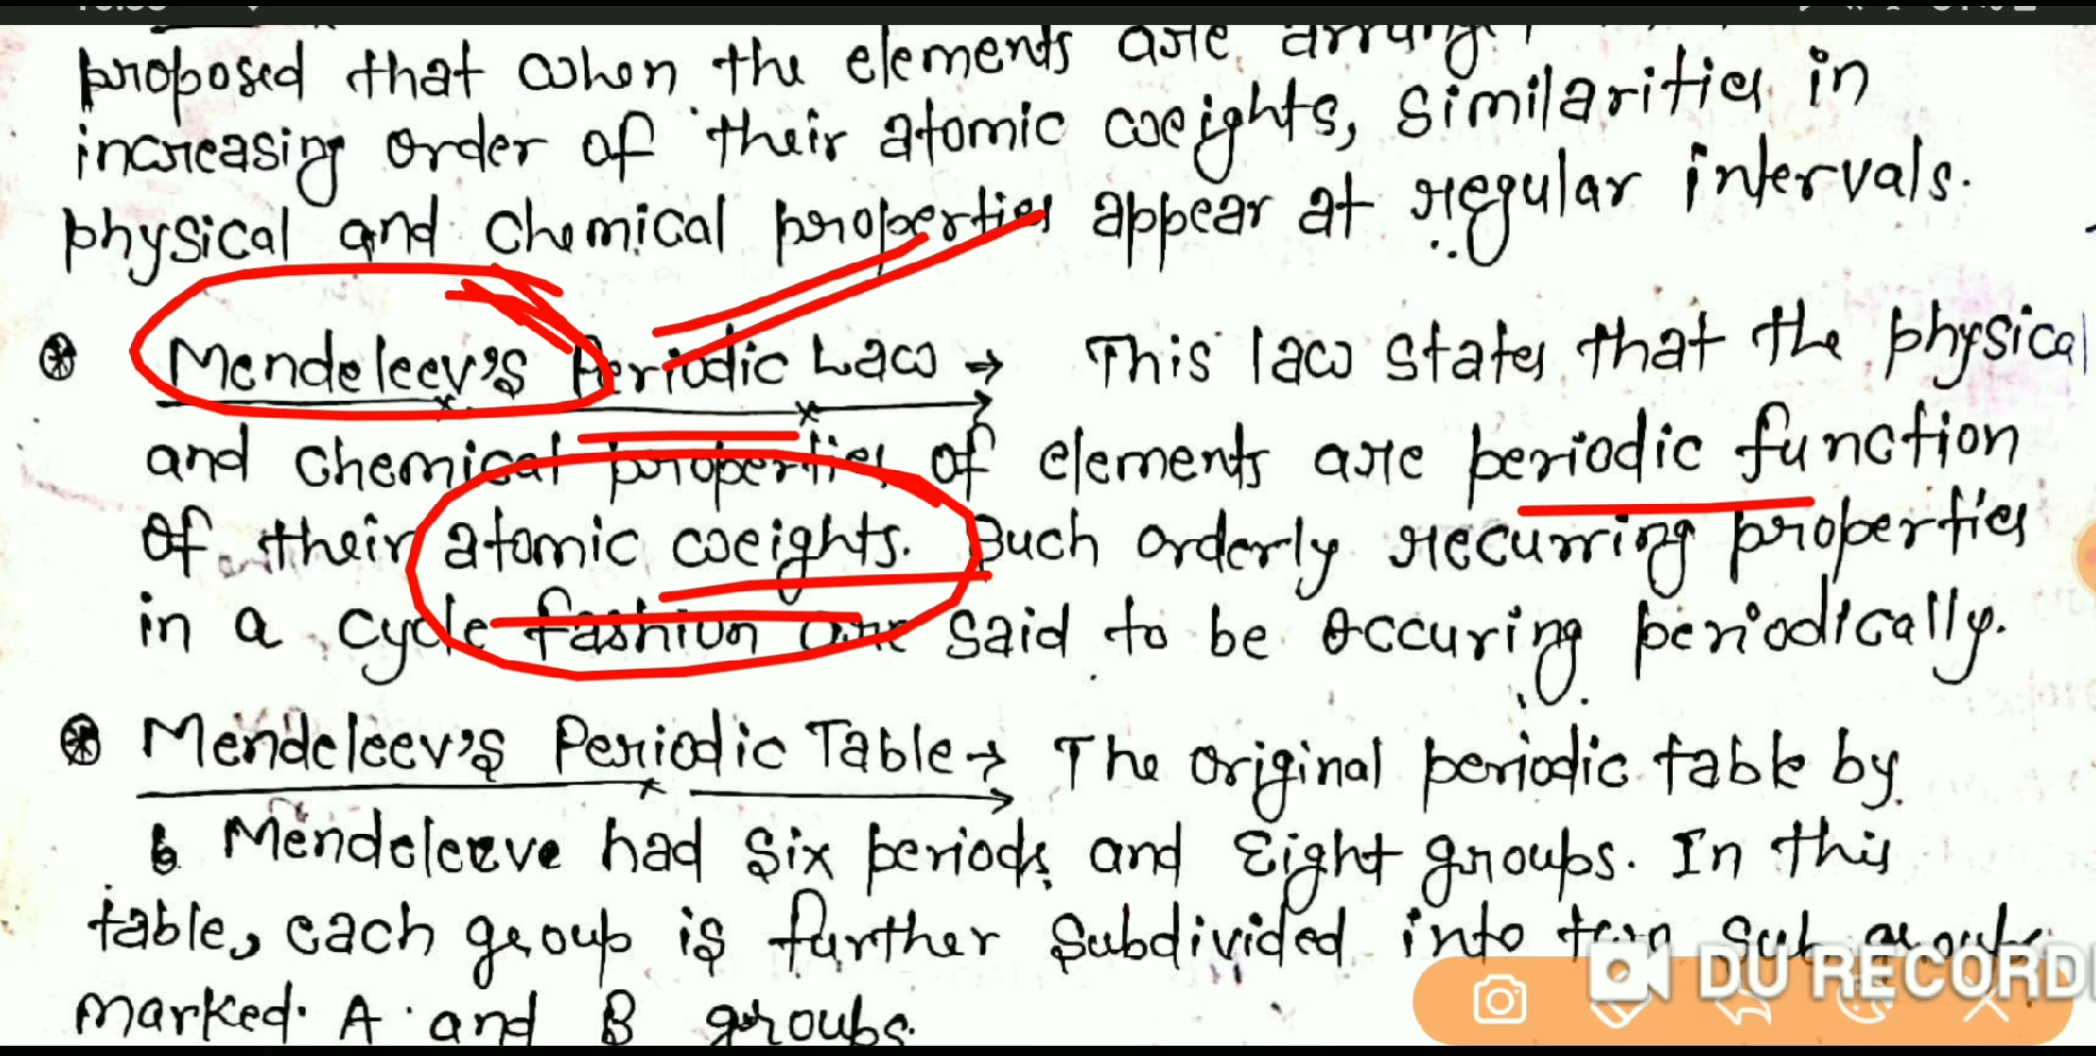 proposed that when the elements are
increasing order of their atomic weights, similarities in
physical and chemical properties appear at regular intervals.
Mendeleev's Periodic Law → This law states that the physical
and chemical properties of elements are periodic function
of their atomic weights. Such orderly recurring properties
in a cycle fashion are said to be occuring periodically.
Mendeleev's Periodic Table → The original periodic table by
Mendeleeve had six periods and Eight groups. In this
table, each group is further subdivided into two sub groups
marked A and B groups.
DU RECORD